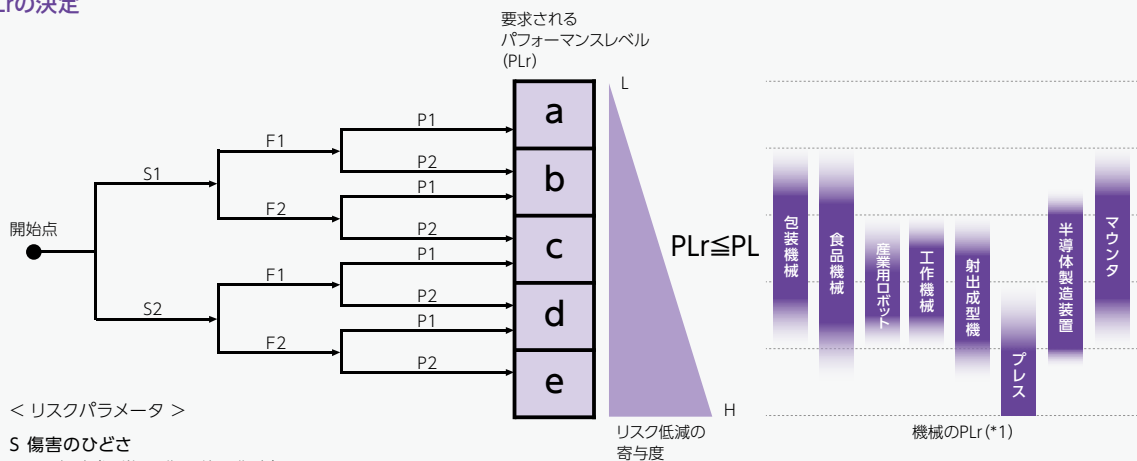 PLrの決定
要求される
パフォーマンスレベル
(PLr)
開始点
S1
S2
F1
F2
F1
F2
P1
P2
P1
P2
P1
P2
P1
P2
a
b
c
d
e
L
H
リスク低減の
寄与度
PLr≦PL
包装機械
食品機械
産業用ロボット
工作機械
射出成型機
プレス
半導体製造装置
マウンタ
機械のPLr(*1)
< リスクパラメータ >
S 傷害のひどさ